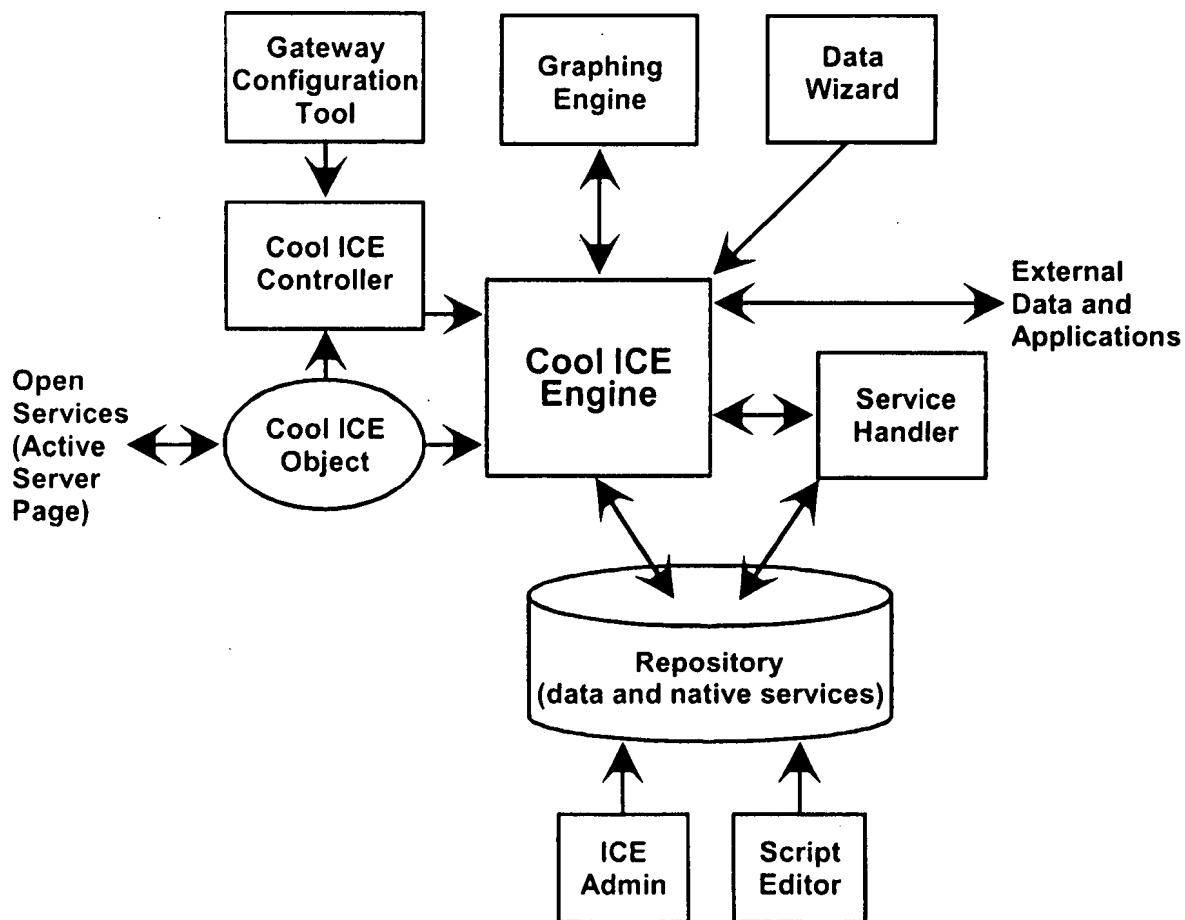 Gateway
Configuration
Tool
Graphing
Engine
Data
Wizard
Cool ICE
Controller
External
Data and
Applications
Cool ICE
Engine
Open
Services
(Active
Server
Page)
Cool ICE
Object
Service
Handler
Repository
(data and native services)
ICE
Admin
Script
Editor